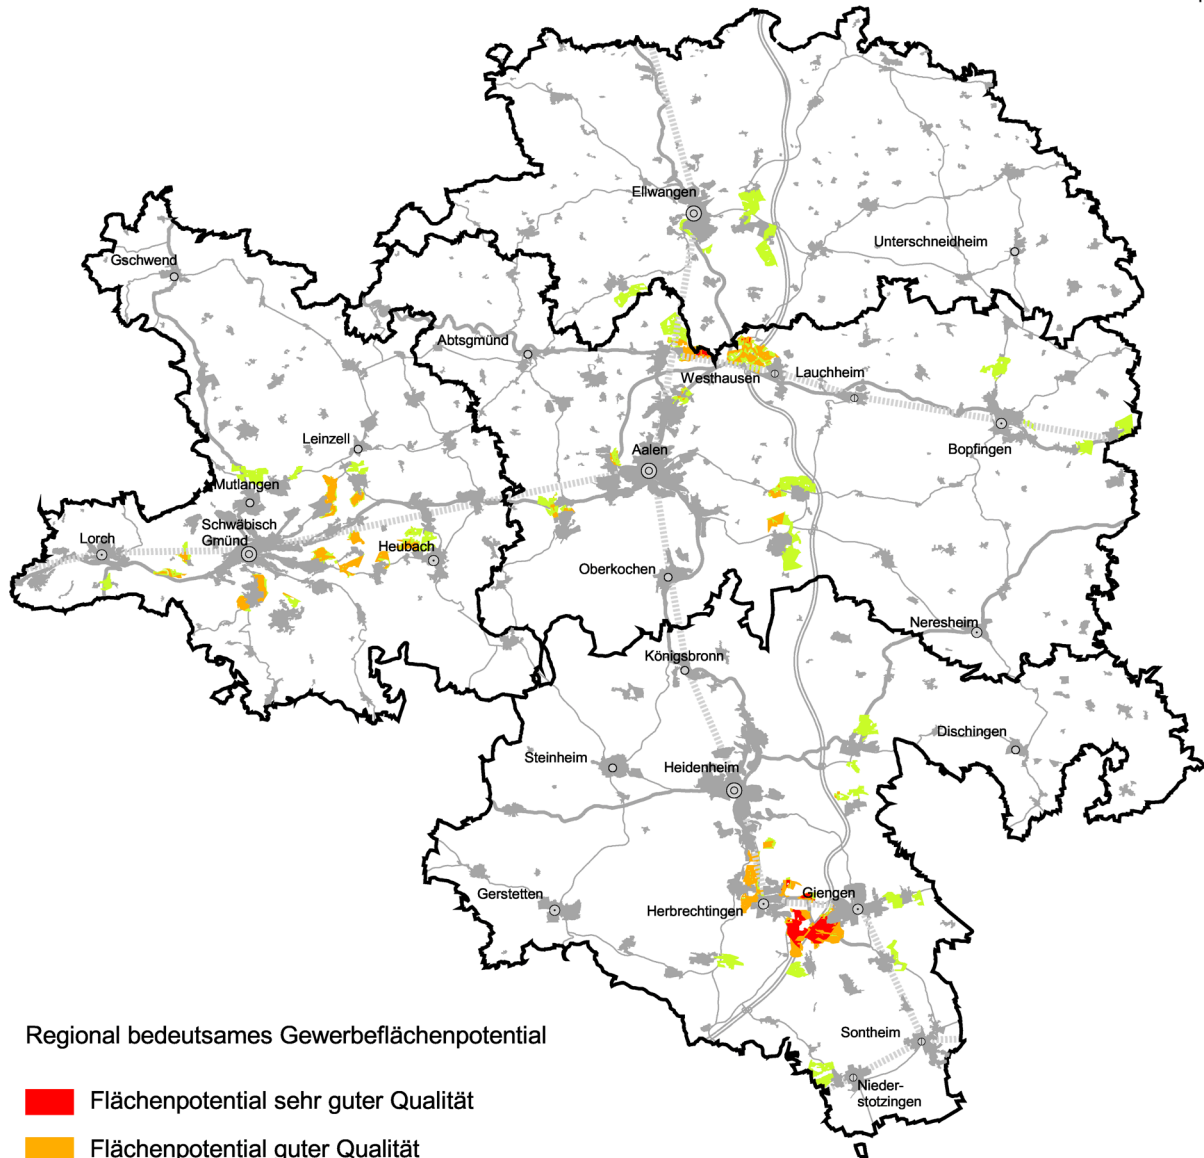 Ellwangen
Unterschneidheim
Gschwend
Abtsgmünd
Westhausen
Lauchheim
Leinzell
Aalen
Bopfingen
Mutlangen
Schwäbisch
Gmünd
Lorch
Heubach
Oberkochen
Neresheim
Königsbronn
Dischingen
Steinheim
Heidenheim
Gerstetten
Giengen
Herbrechtingen
Sontheim
Nieder-
stotzingen
Regional bedeutsames Gewerbeflächenpotential
Flächenpotential sehr guter Qualität
Flächenpotential guter Qualität